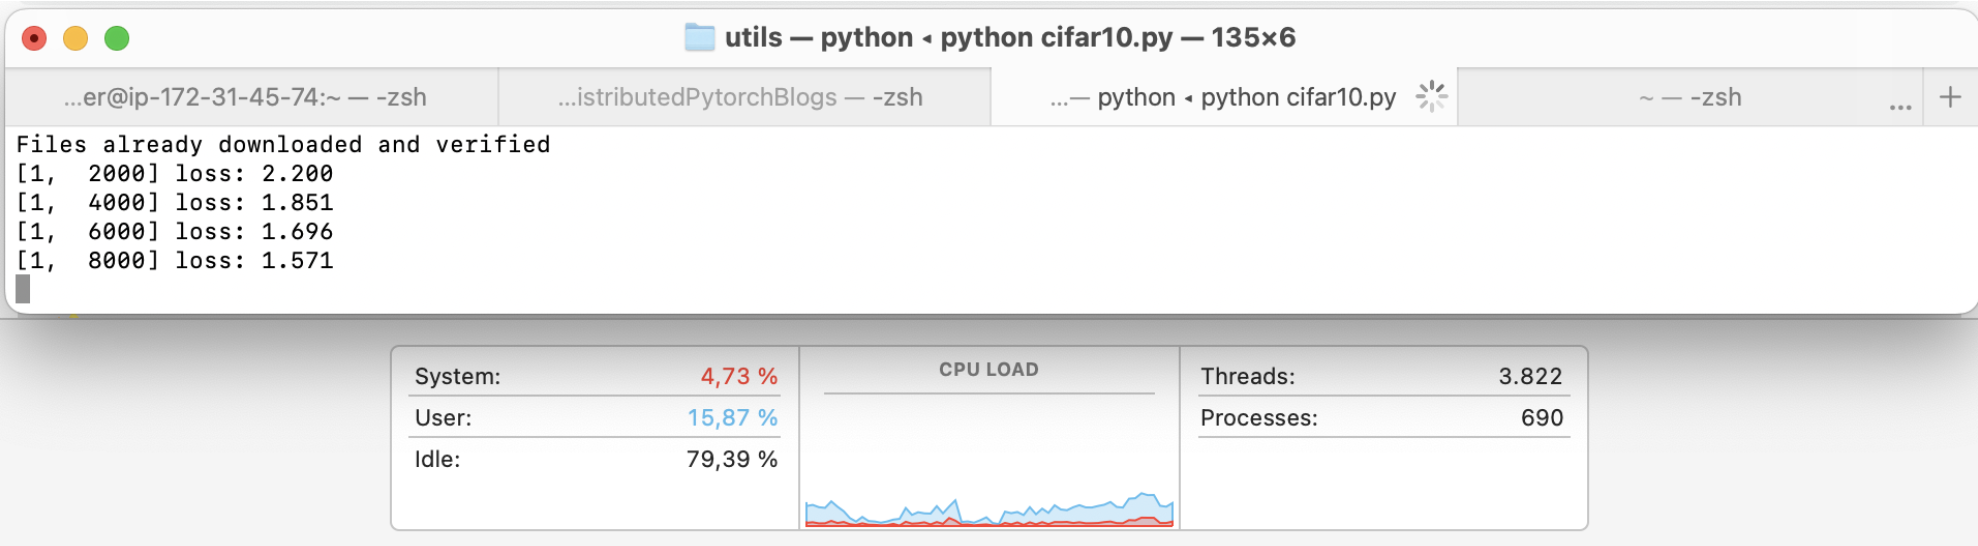 utils — python ◂ python cifar10.py — 135×6
...er@ip-172-31-45-74:~ — -zsh
...istributedPytorchBlogs — -zsh
...— python ◂ python cifar10.py
~ — -zsh
...
+
Files already downloaded and verified
[1,  2000] loss: 2.200
[1,  4000] loss: 1.851
[1,  6000] loss: 1.696
[1,  8000] loss: 1.571
System: 4,73 %
User: 15,87 %
Idle: 79,39 %
CPU LOAD
Threads: 3.822
Processes: 690